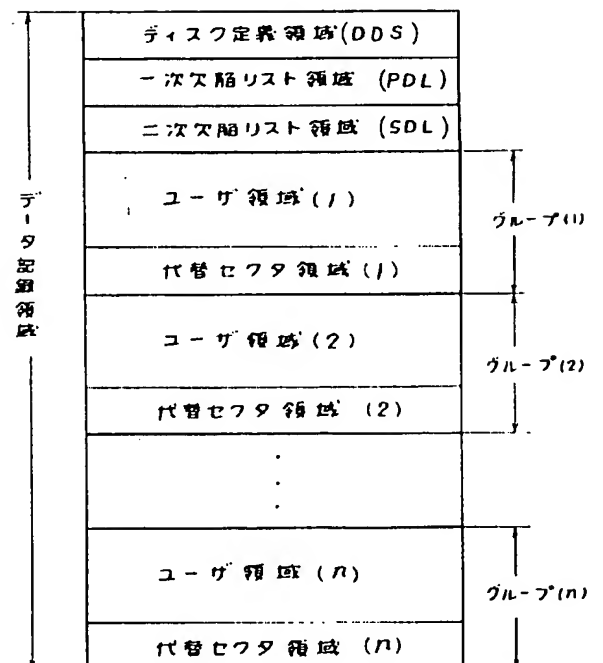 ディスク定義領域(DDS)
一次欠陥リスト領域 (PDL)
二次欠陥リスト領域 (SDL)
ユーザ領域(1)
代替セクタ領域(1)
グループ(1)
データ記録領域
ユーザ領域(2)
代替セクタ領域 (2)
グループ(2)
ユーザ領域 (n)
代替セクタ領域 (n)
グループ(n)